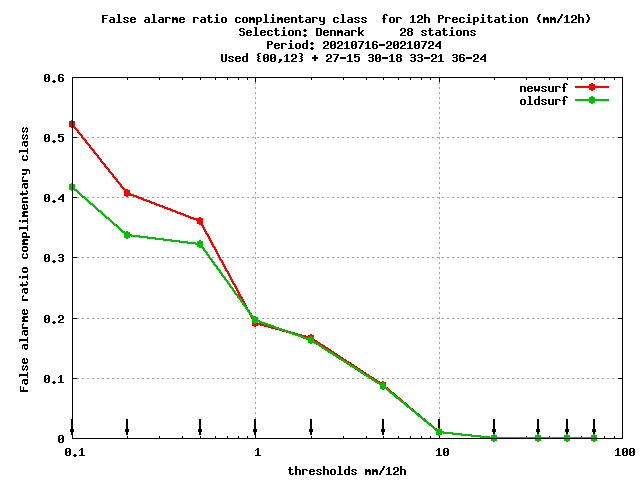 False alarme ratio complimentary class  for 12h Precipitation (mm/12h)
Selection: Denmark     28 stations
Period: 20210716-20210724
Used {00,12} + 27-15 30-18 33-21 36-24
newsurf
oldsurf
0.6
0.5
0.4
0.3
0.2
0.1
0
False alarme ratio complimentary class
0.1 1 10 100
thresholds mm/12h